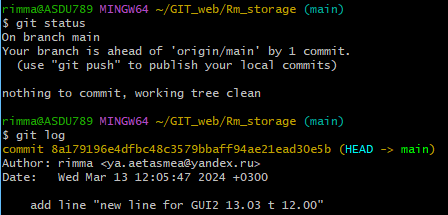 rimma@ASDU789 MINGW64 ~/GIT_web/Rm_storage (main)
$ git status
On branch main
Your branch is ahead of 'origin/main' by 1 commit.
  (use "git push" to publish your local commits)

nothing to commit, working tree clean

rimma@ASDU789 MINGW64 ~/GIT_web/Rm_storage (main)
$ git log
commit 8a179196e4dfbc48c3579bbaff94ae21ead30e5b (HEAD -> main)
Author: rimma <ya.aetasmea@yandex.ru>
Date:   Wed Mar 13 12:05:47 2024 +0300

    add line "new line for GUI2 13.03 t 12.00"